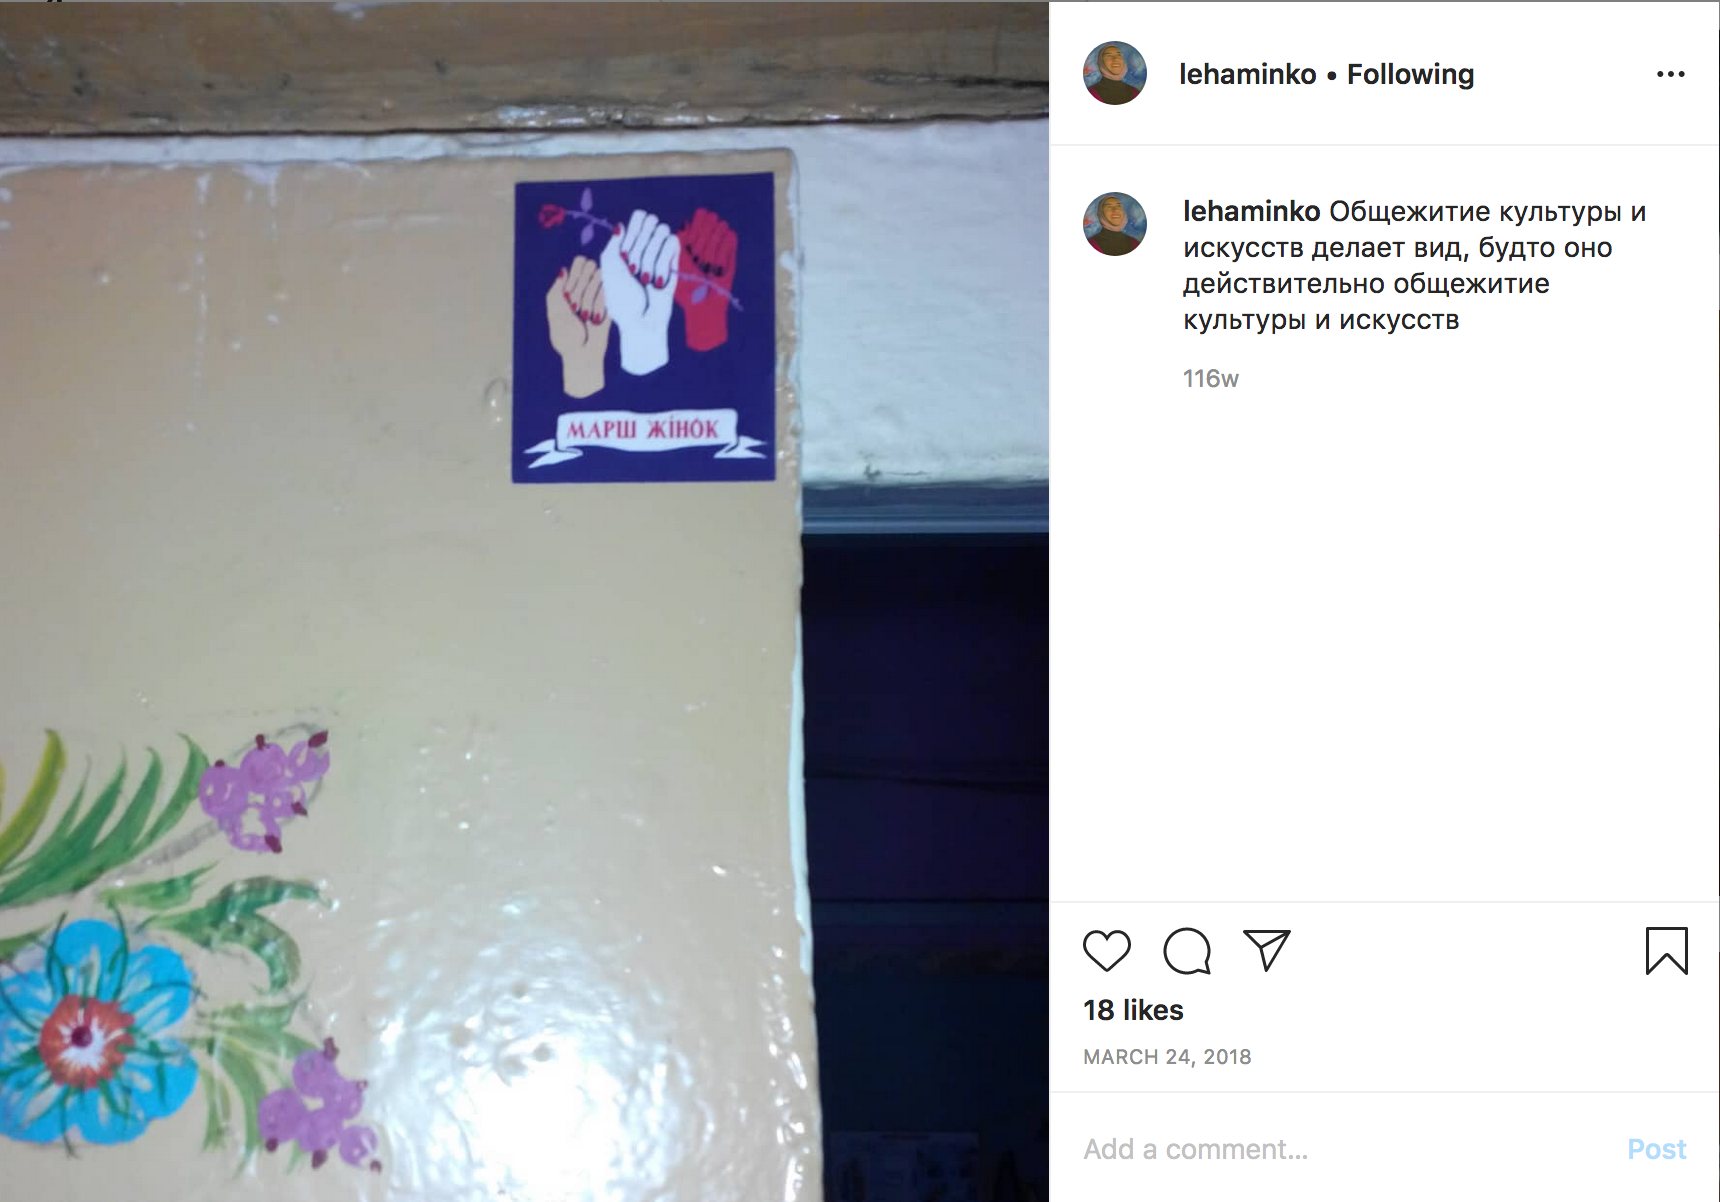 МАРШ ЖІНОК
lehaminko • Following
lehaminko Общежитие культуры и
искусств делает вид, будто оно
действительно общежитие
культуры и искусств
116w
18 likes
MARCH 24, 2018
Add a comment...
Post